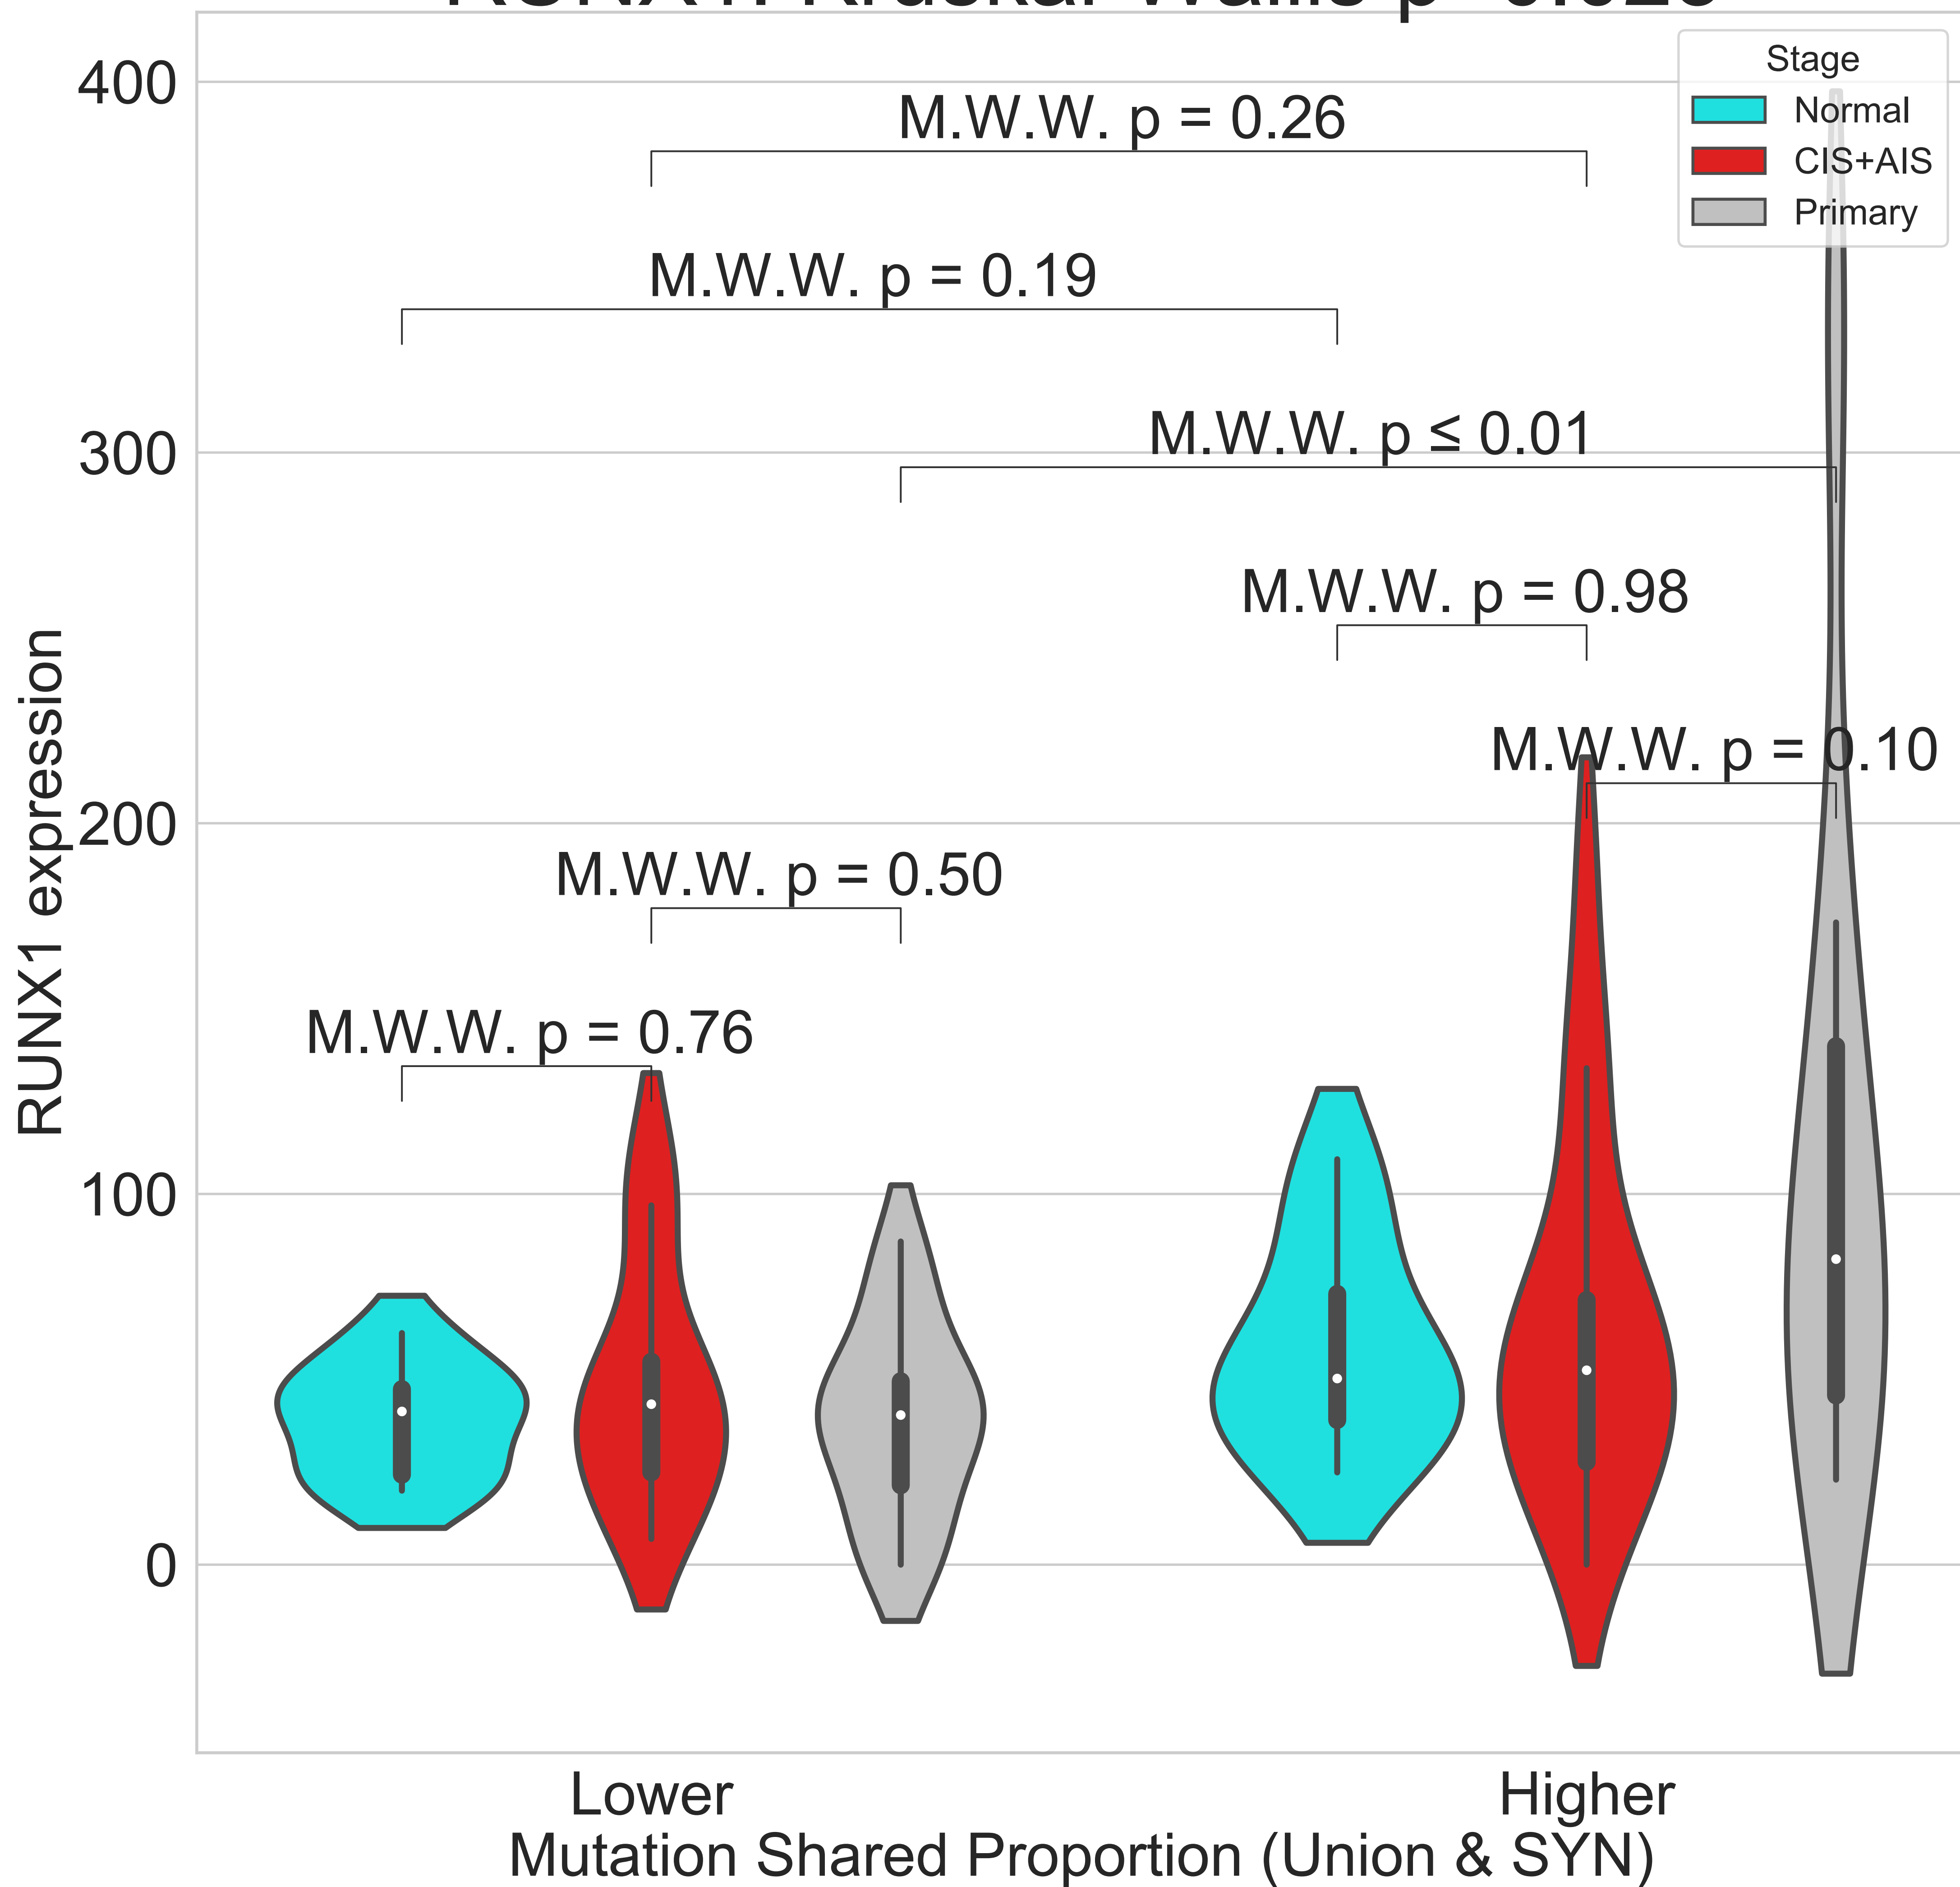 400
300
200
100
0
RUNX1 expression
M.W.W. p = 0.26
M.W.W. p = 0.19
M.W.W. p ≤ 0.01
M.W.W. p = 0.98
M.W.W. p = 0.10
M.W.W. p = 0.50
M.W.W. p = 0.76
Stage
Normal
CIS+AIS
Primary
Lower
Higher
Mutation Shared Proportion (Union & SYN)